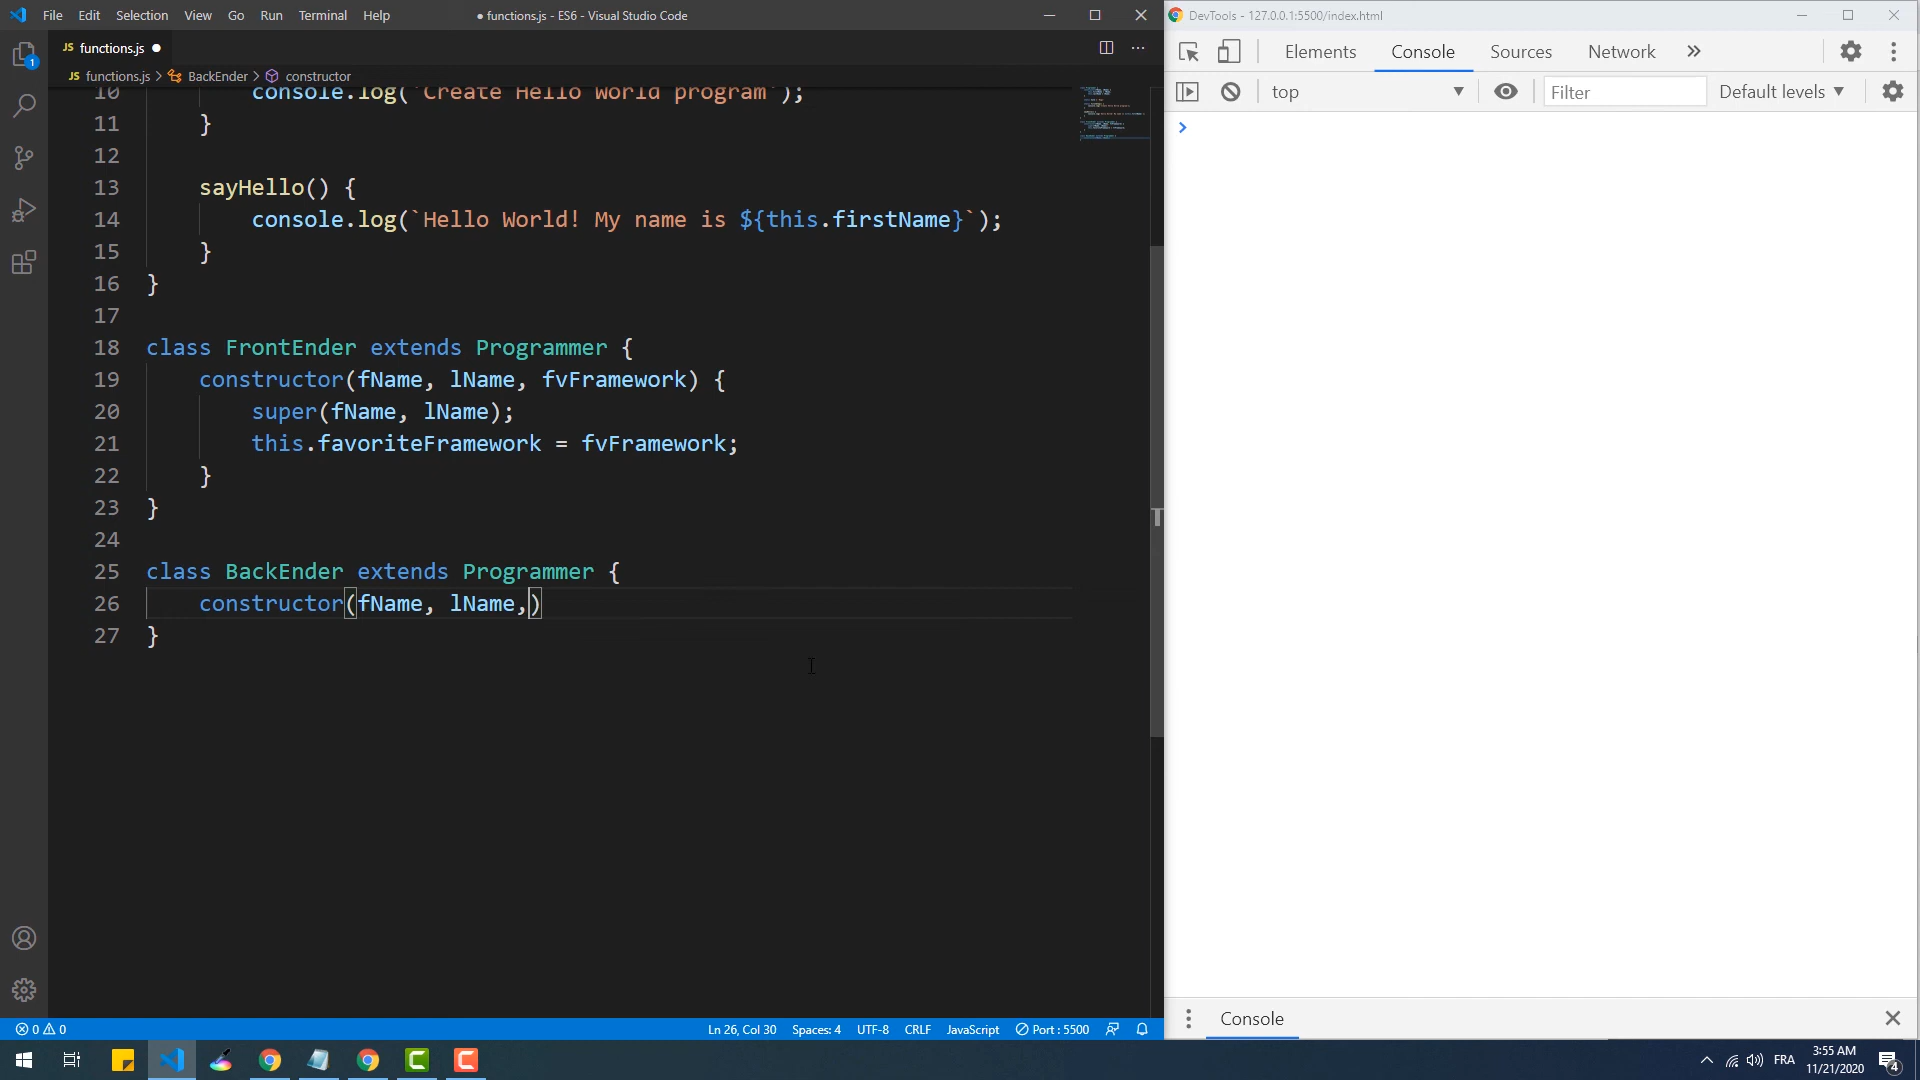 File Edit Selection View Go Run Terminal Help
● functions.js - ES6 - Visual Studio Code
JS functions.js ●
JS functions.js > BackEnder > constructor
1
10 console.log(`Create Hello World program`);
11 }
12
13 sayHello() {
14 console.log(`Hello World! My name is ${this.firstName}`);
15 }
16 }
17
18 class FrontEnder extends Programmer {
19 constructor(fName, lName, fvFramework) {
20 super(fName, lName);
21 this.favoriteFramework = fvFramework;
22 }
23 }
24
25 class BackEnder extends Programmer {
26 constructor(fName, lName,)
27 }
0 0
Ln 26, Col 30 Spaces: 4 UTF-8 CRLF JavaScript Port : 5500
DevTools - 127.0.0.1:5500/index.html
Elements Console Sources Network »
top Filter Default levels
>
Console
FRA
3:55 AM
11/21/2020
4